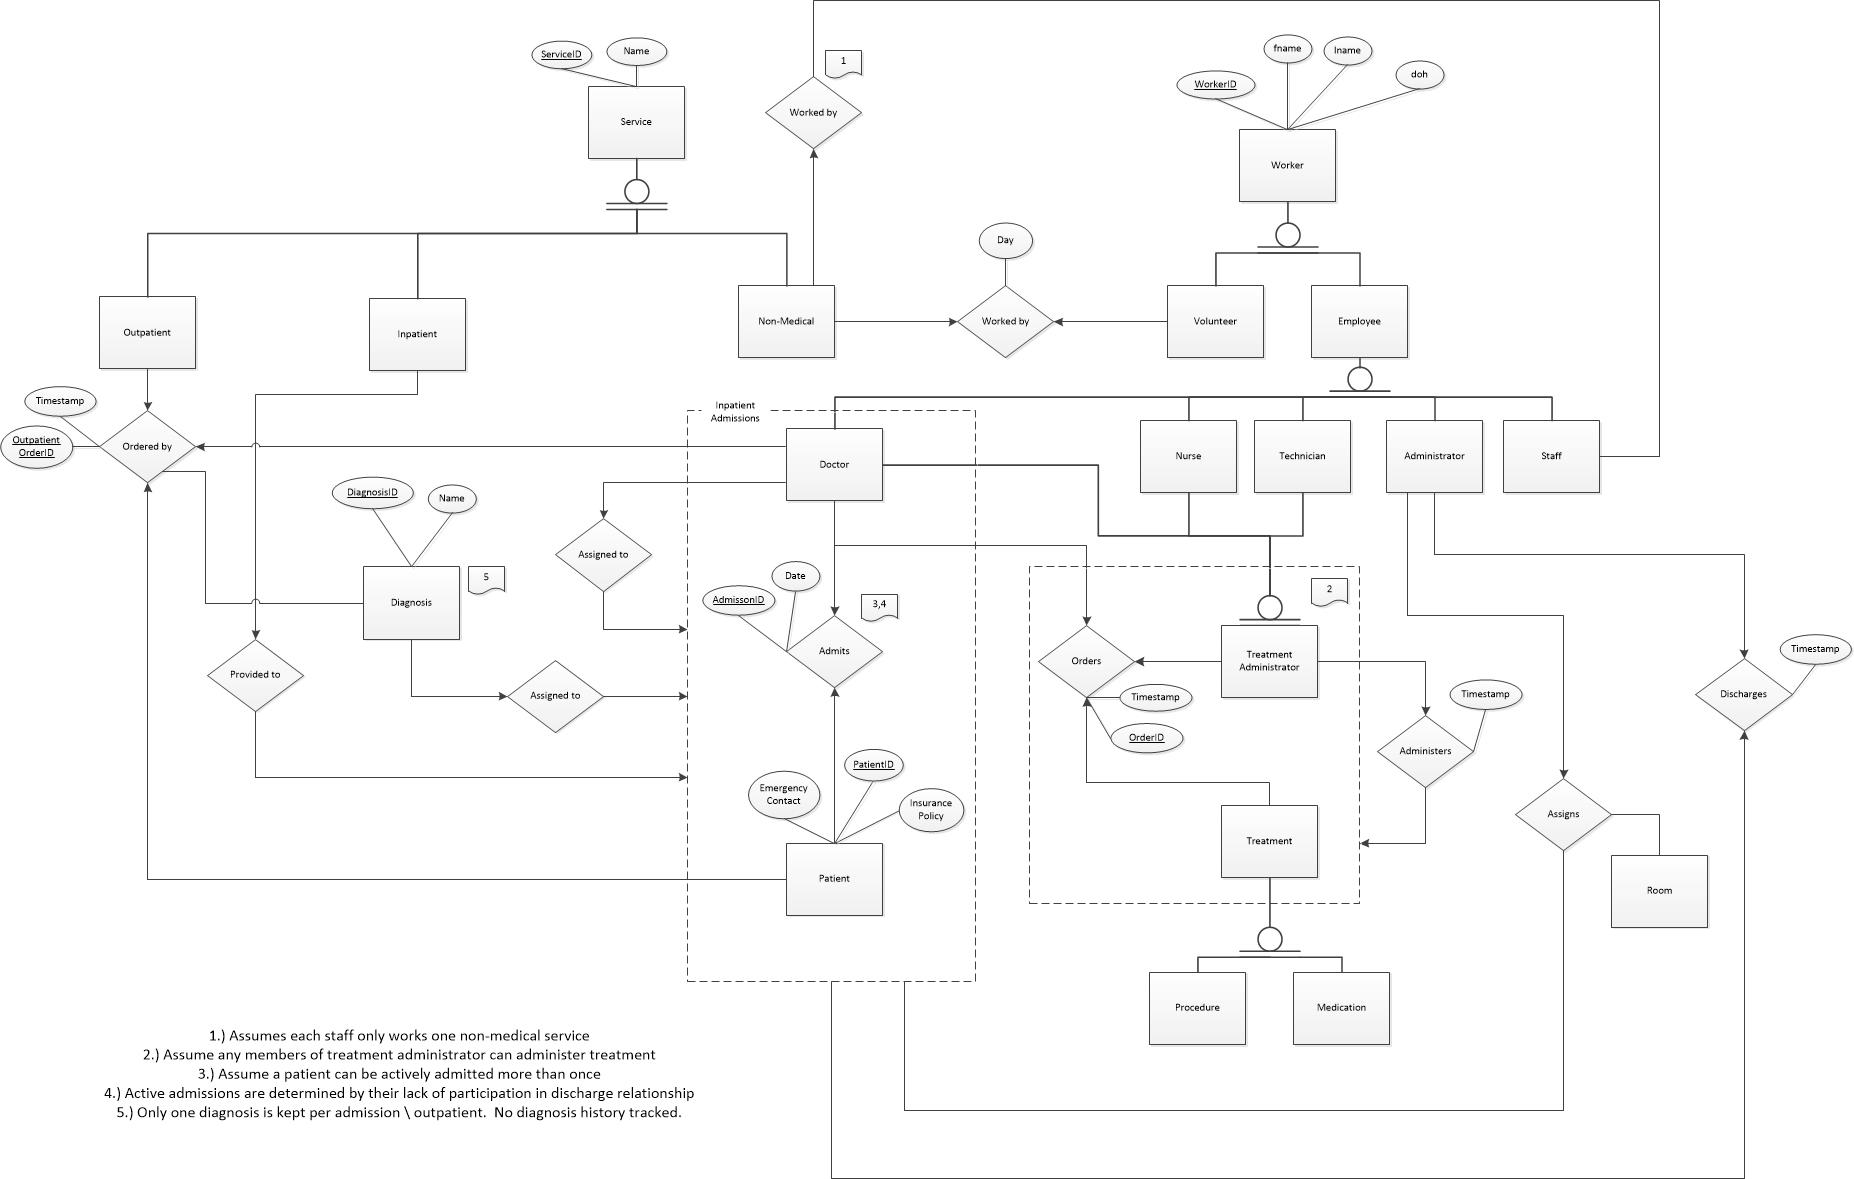 1
fname
lname
ServiceID
Name
doh
WorkerID
Worked by
Service
Worker
Day
Outpatient
Inpatient
Non-Medical
Worked by
Volunteer
Employee
Timestamp
Inpatient
Admissions
Outpatient
OrderID
Ordered by
Doctor
Nurse
Technician
Administrator
Staff
DiagnosisID
Name
Assigned to
5
Date
2
Diagnosis
AdmissonID
3,4
Admits
Orders
Treatment
Administrator
Timestamp
Provided to
Assigned to
Timestamp
Timestamp
Discharges
OrderID
Administers
PatientID
Emergency
Contact
Insurance
Policy
Assigns
Treatment
Patient
Room
Procedure
Medication
1.) Assumes each staff only works one non-medical service
2.) Assume any members of treatment administrator can administer treatment
3.) Assume a patient can be actively admitted more than once
4.) Active admissions are determined by their lack of participation in discharge relationship
5.) Only one diagnosis is kept per admission \ outpatient.  No diagnosis history tracked.